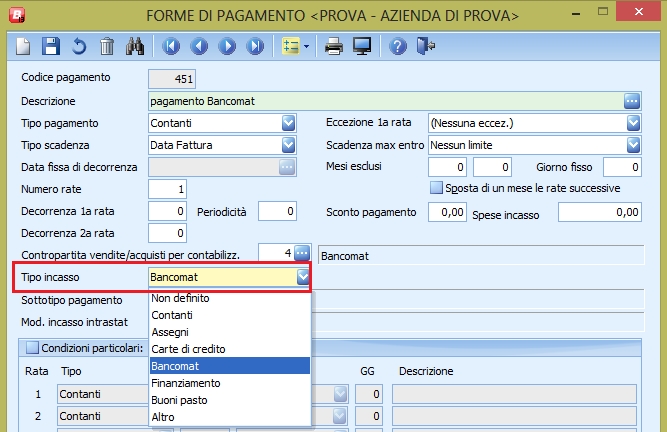 FORME DI PAGAMENTO <PROVA - AZIENDA DI PROVA>
Codice pagamento 451
Descrizione pagamento Bancomat
Tipo pagamento Contanti Eccezione 1a rata (Nessuna eccez.)
Tipo scadenza Data Fattura Scadenza max entro Nessun limite
Data fissa di decorrenza Mesi esclusi 0 0 Giorno fisso 0
Numero rate 1 Sposta di un mese le rate successive
Decorrenza 1a rata 0 Periodicità 0 Sconto pagamento 0,00 Spese incasso 0,00
Decorrenza 2a rata 0
Contropartita vendite/acquisti per contabilizz. 4 Bancomat
Tipo incasso Bancomat
Sottotipo pagamento
Mod. incasso intrastat
Non definito
Contanti
Assegni
Carte di credito
Bancomat
Finanziamento
Buoni pasto
Altro
Condizioni particolari:
Rata Tipo GG Descrizione
1 Contanti 0
2 Contanti 0